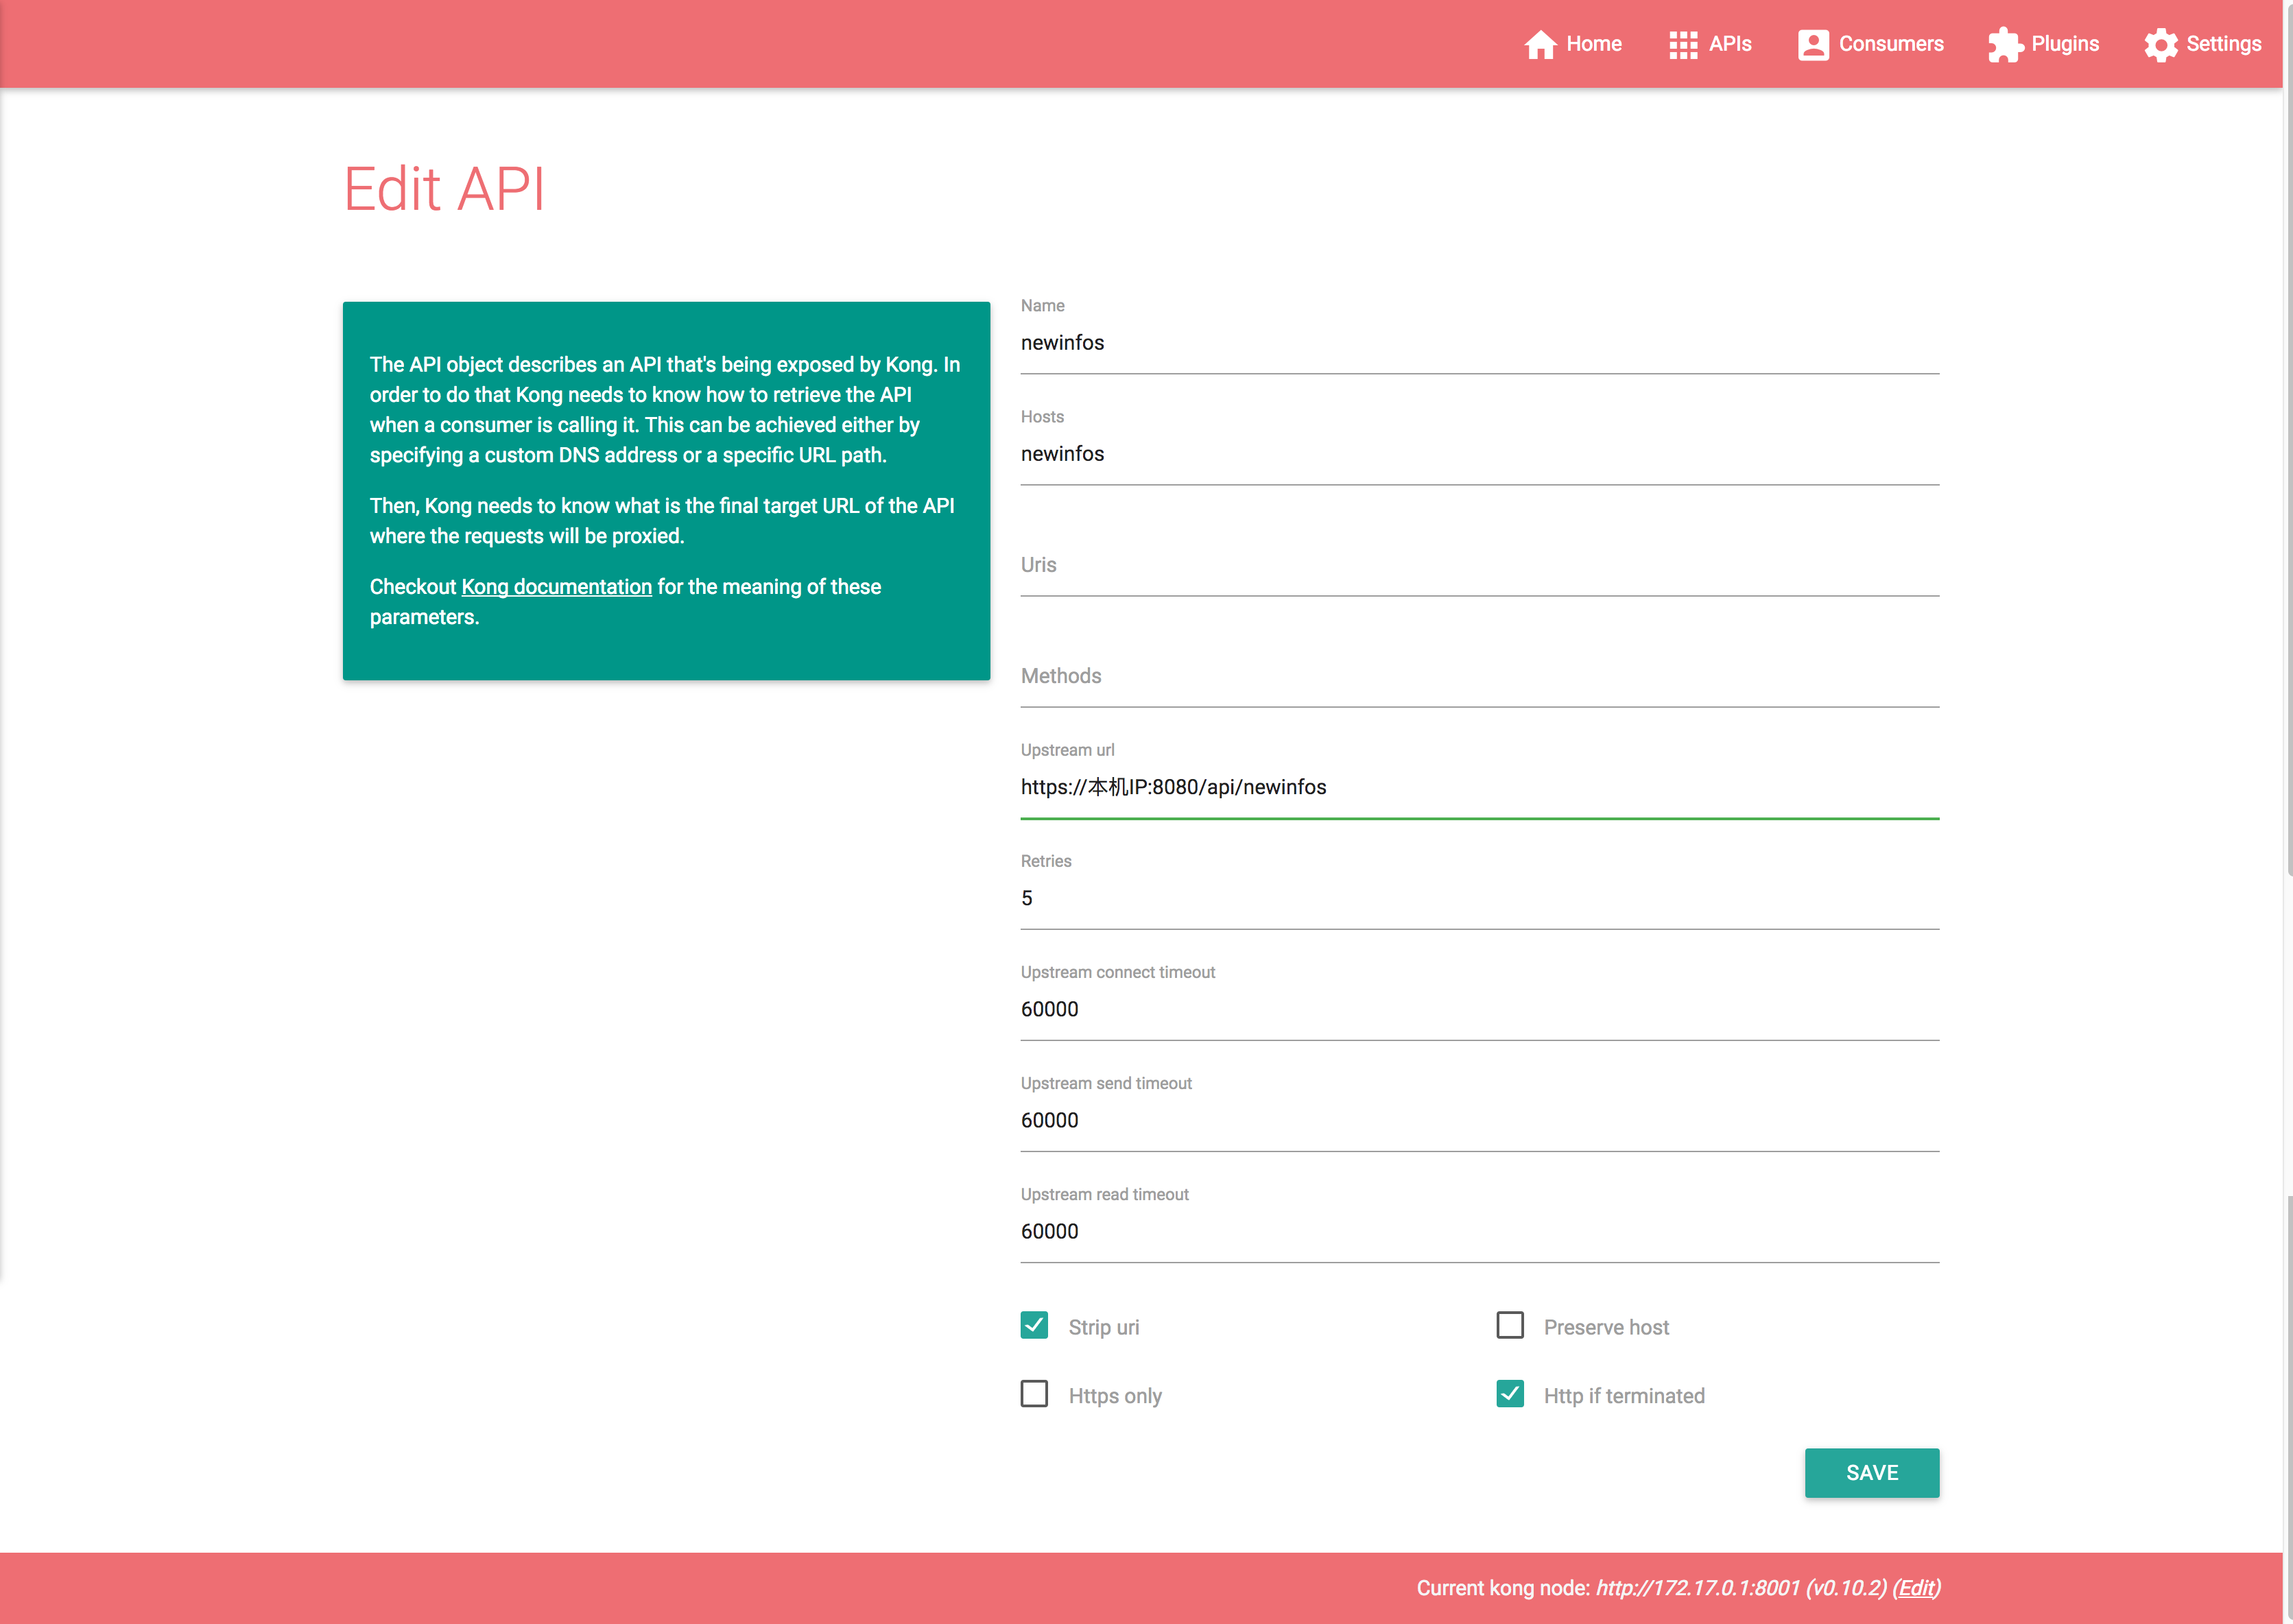 Home APIs Consumers Plugins Settings
Edit API
The API object describes an API that's being exposed by Kong. In
order to do that Kong needs to know how to retrieve the API
when a consumer is calling it. This can be achieved either by
specifying a custom DNS address or a specific URL path.
Then, Kong needs to know what is the final target URL of the API
where the requests will be proxied.
Checkout Kong documentation for the meaning of these
parameters.
Name
newinfos
Hosts
newinfos
Uris
Methods
Upstream url
https://本机IP:8080/api/newinfos
Retries
5
Upstream connect timeout
60000
Upstream send timeout
60000
Upstream read timeout
60000
Strip uri Preserve host
Https only Http if terminated
SAVE
Current kong node: http://172.17.0.1:8001 (v0.10.2) (Edit)